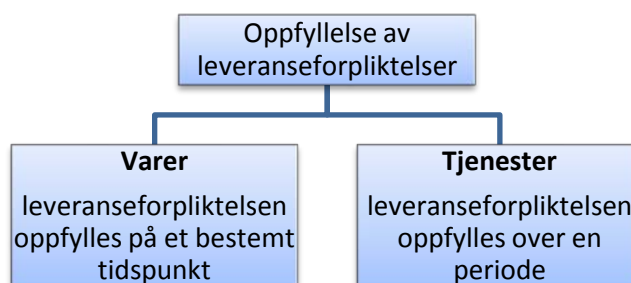 Oppfyllelse av
leveranseforpliktelser
Varer
leveranseforpliktelsen
oppfylles på et bestemt
tidspunkt
Tjenester
leveranseforpliktelsen
oppfylles over en
periode